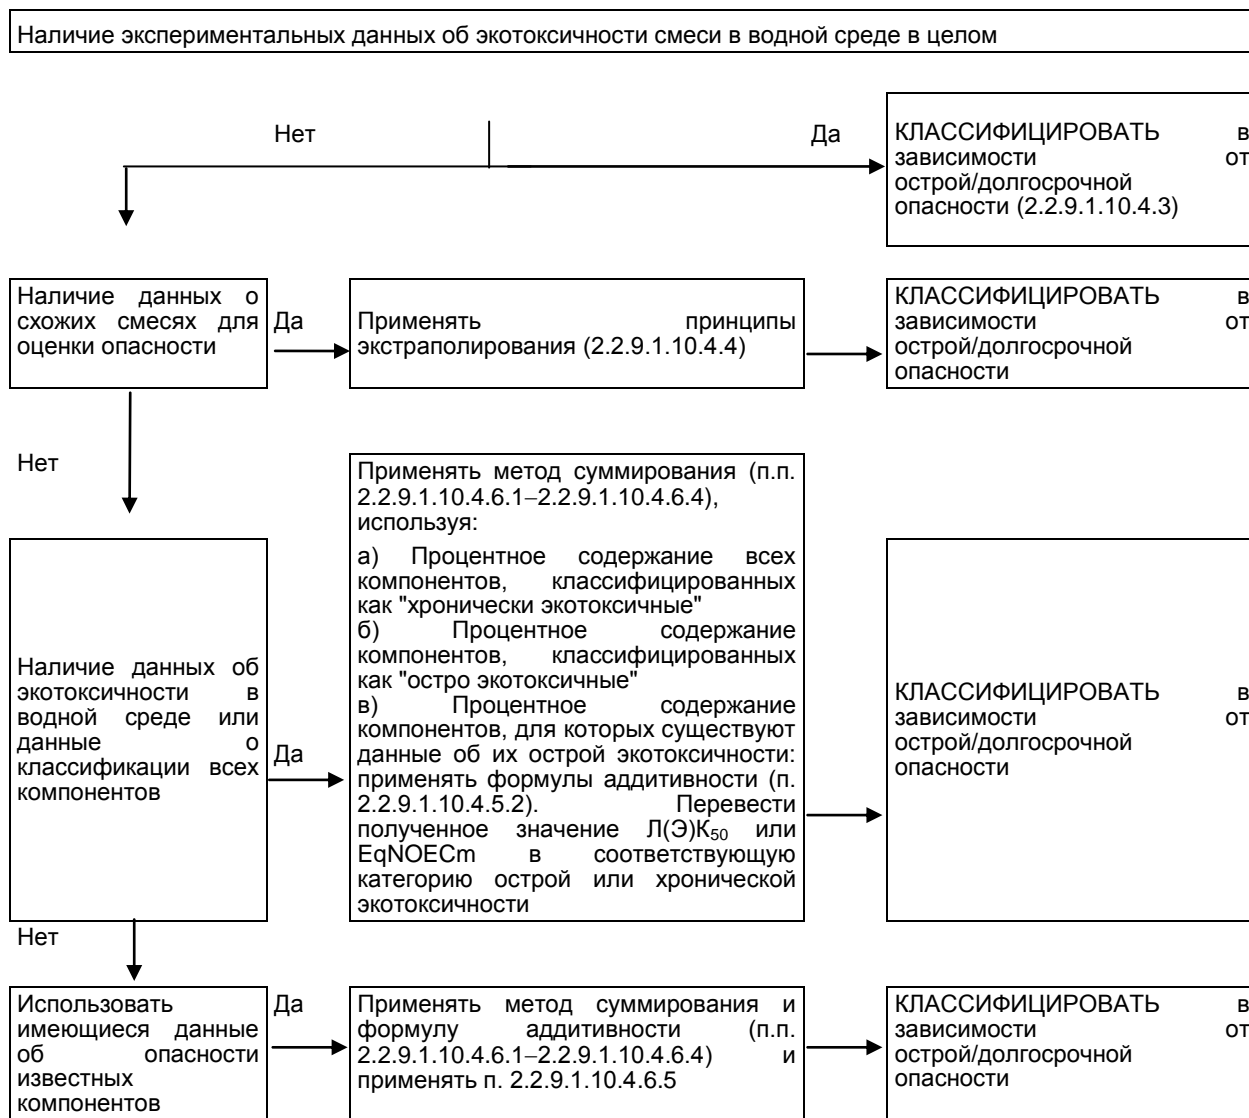 Наличие экспериментальных данных об экотоксичности смеси в водной среде в целом
Нет
Да
КЛАССИФИЦИРОВАТЬ в
зависимости от
острой/долгосрочной
опасности (2.2.9.1.10.4.3)
Наличие данных о
схожих смесях для
оценки опасности
Да
Применять принципы
экстраполирования (2.2.9.1.10.4.4)
КЛАССИФИЦИРОВАТЬ в
зависимости от
острой/долгосрочной
опасности
Нет
Наличие данных об
экотоксичности в
водной среде или
данные о
классификации всех
компонентов
Да
Применять метод суммирования (п.п.
2.2.9.1.10.4.6.1–2.2.9.1.10.4.6.4),
используя:
а) Процентное содержание всех
компонентов, классифицированных
как "хронически экотоксичные"
б) Процентное содержание
компонентов, классифицированных
как "остро экотоксичные"
в) Процентное содержание
компонентов, для которых существуют
данные об их острой экотоксичности:
применять формулы аддитивности (п.
2.2.9.1.10.4.5.2). Перевести
полученное значение Л(Э)К₅₀ или
EqNOECm в соответствующую
категорию острой или хронической
экотоксичности
КЛАССИФИЦИРОВАТЬ в
зависимости от
острой/долгосрочной
опасности
Нет
Использовать
имеющиеся данные
об опасности
известных
компонентов
Да
Применять метод суммирования и
формулу аддитивности (п.п.
2.2.9.1.10.4.6.1–2.2.9.1.10.4.6.4) и
применять п. 2.2.9.1.10.4.6.5
КЛАССИФИЦИРОВАТЬ в
зависимости от
острой/долгосрочной
опасности